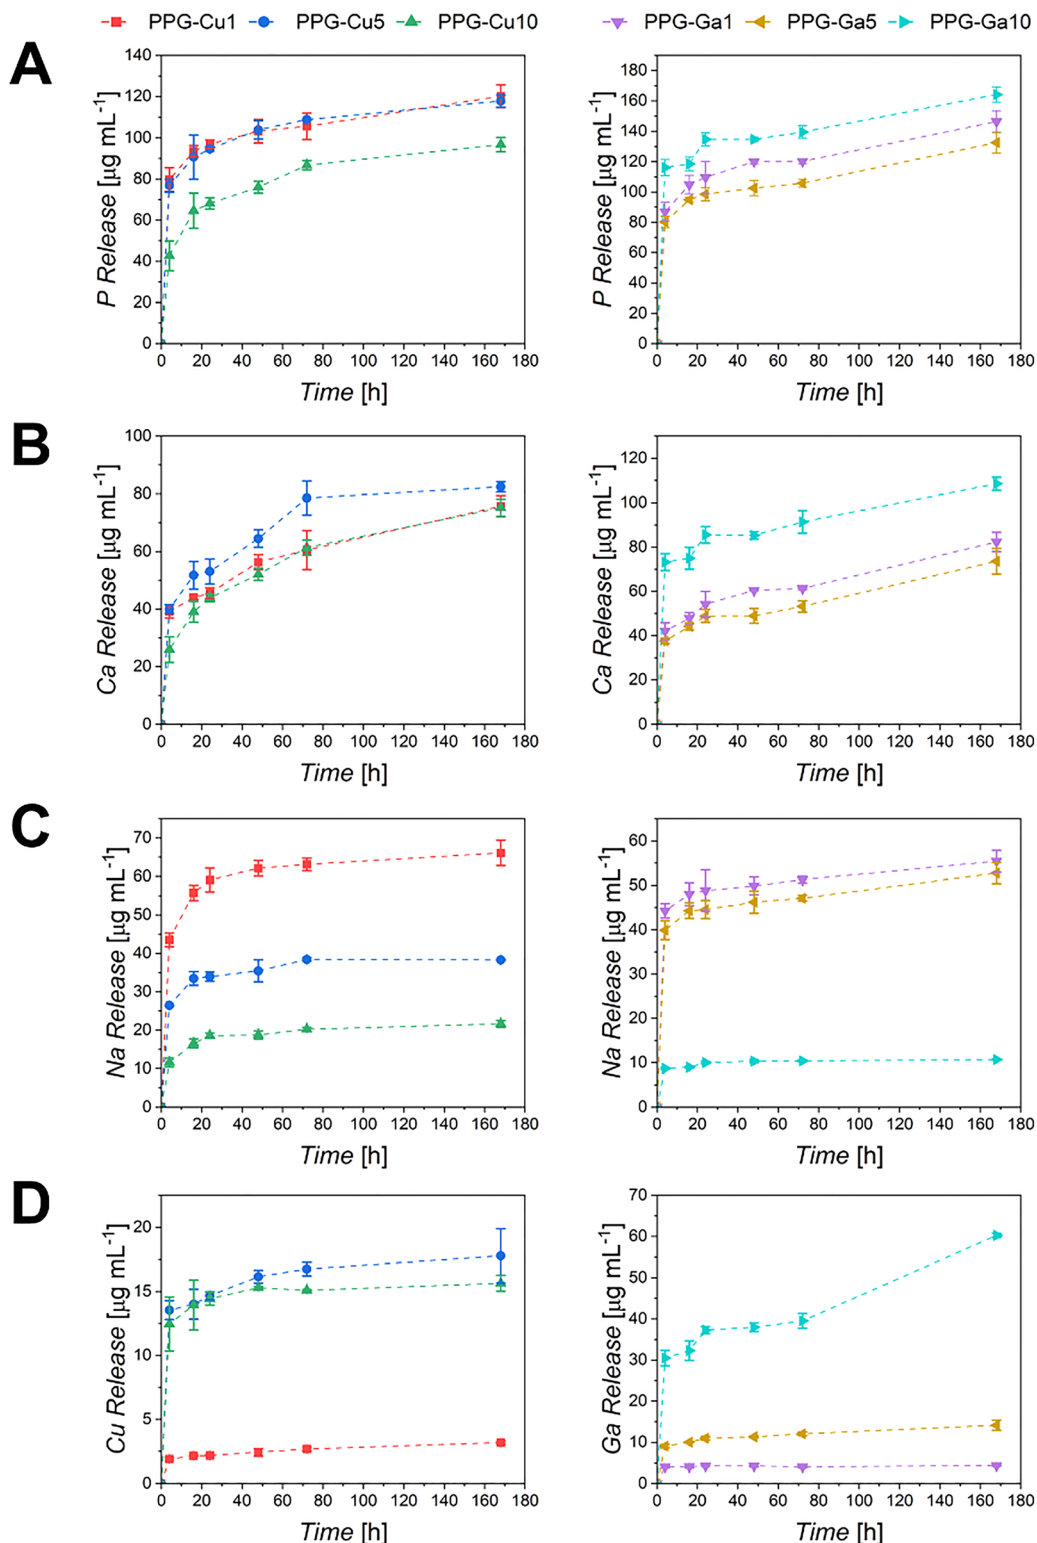 PPG-Cu1 PPG-Cu5 PPG-Cu10 PPG-Ga1 PPG-Ga5 PPG-Ga10
A
140
120
100
80
60
40
20
0
P Release [µg mL-1]
0 20 40 60 80 100 120 140 160 180
Time [h]
180
160
140
120
100
80
60
40
20
0
P Release [µg mL-1]
0 20 40 60 80 100 120 140 160 180
Time [h]
B
100
80
60
40
20
0
Ca Release [µg mL-1]
0 20 40 60 80 100 120 140 160 180
Time [h]
120
100
80
60
40
20
0
Ca Release [µg mL-1]
0 20 40 60 80 100 120 140 160 180
Time [h]
C
70
60
50
40
30
20
10
0
Na Release [µg mL-1]
0 20 40 60 80 100 120 140 160 180
Time [h]
60
50
40
30
20
10
0
Na Release [µg mL-1]
0 20 40 60 80 100 120 140 160 180
Time [h]
D
20
15
10
5
0
Cu Release [µg mL-1]
0 20 40 60 80 100 120 140 160 180
Time [h]
70
60
50
40
30
20
10
0
Ga Release [µg mL-1]
0 20 40 60 80 100 120 140 160 180
Time [h]